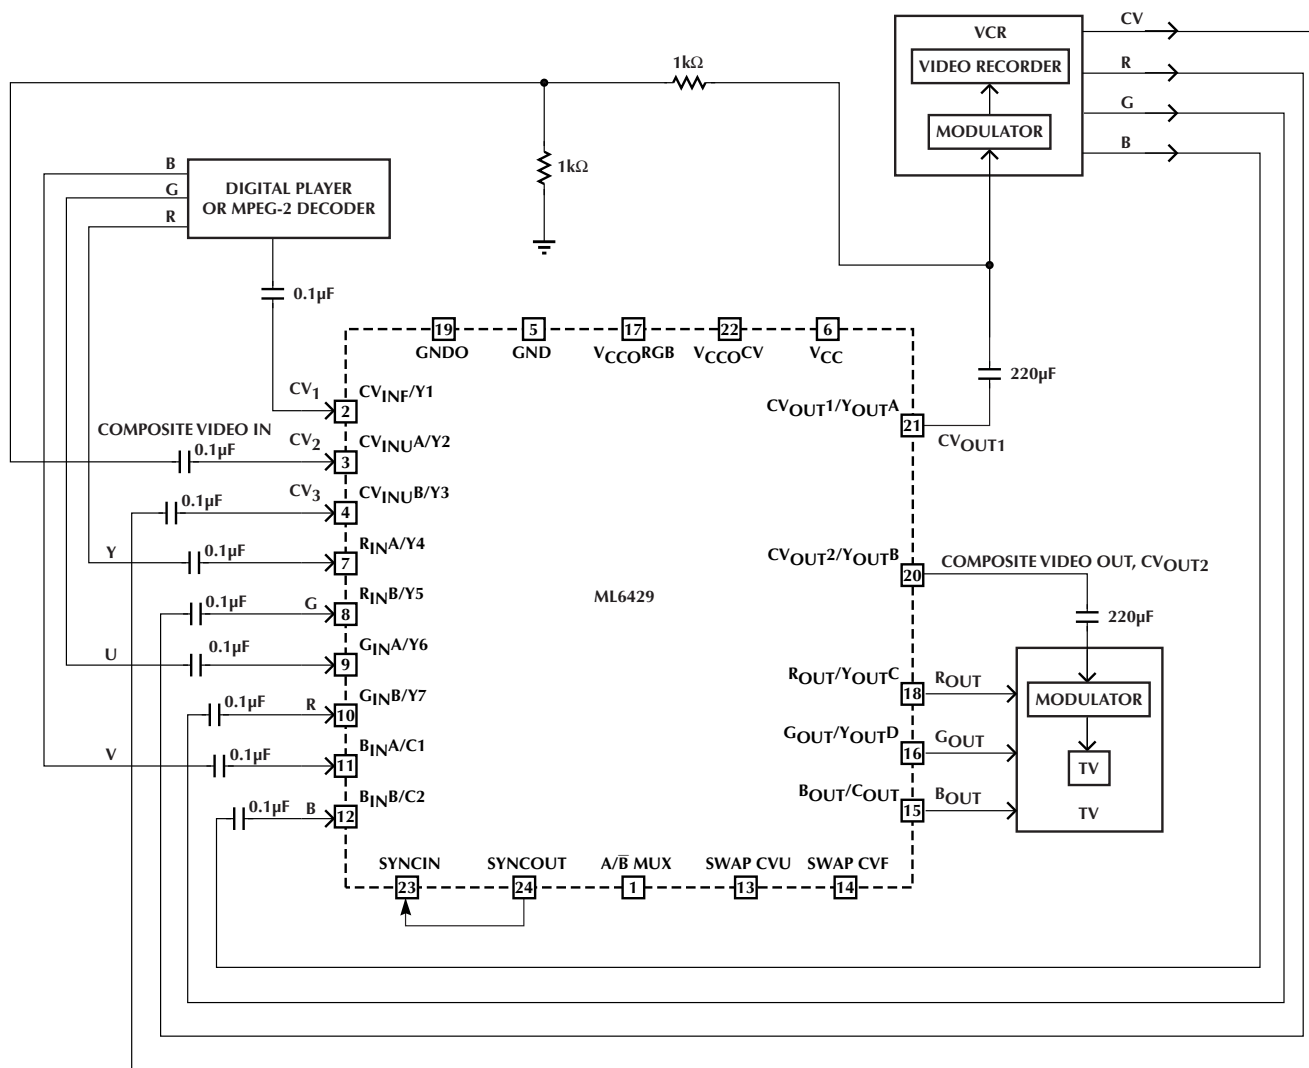 CV
VCR
VIDEO RECORDER
MODULATOR
R
G
B
1kΩ
1kΩ
B
G
R
DIGITAL PLAYER
OR MPEG-2 DECODER
0.1µF
19
5
17
22
6
GNDO
GND
VCCORGB
VCCOCV
VCC
220µF
CV1
CVINF/Y1
2
COMPOSITE VIDEO IN
0.1µF
CV2
CVINUA/Y2
3
0.1µF
CV3
CVINUB/Y3
4
Y
0.1µF
RINA/Y4
7
0.1µF
G
RINB/Y5
8
U
0.1µF
GINA/Y6
9
0.1µF
R
GINB/Y7
10
V
0.1µF
BINA/C1
11
0.1µF
B
BINB/C2
12
ML6429
CVOUT1/YOUTA
21
CVOUT1
CVOUT2/YOUTB
20
COMPOSITE VIDEO OUT, CVOUT2
220µF
ROUT/YOUTC
18
ROUT
MODULATOR
GOUT/YOUTD
16
GOUT
TV
BOUT/COUT
15
BOUT
TV
SYNCIN
SYNCOUT
A/B̅ MUX
SWAP CVU
SWAP CVF
23
24
1
13
14